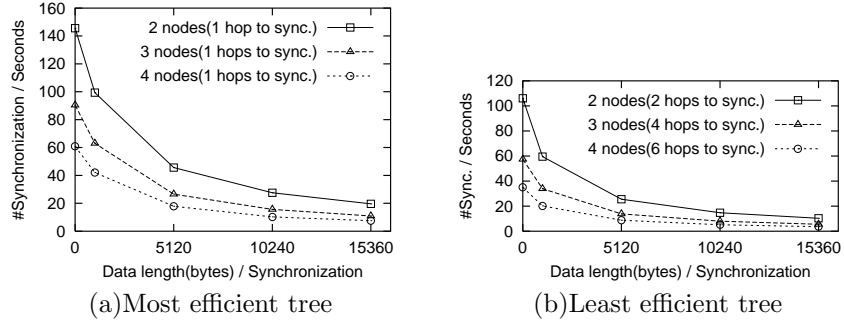 #Synchronization / Seconds
160
140
120
100
80
60
40
20
0
2 nodes(1 hop to sync.)
3 nodes(1 hops to sync.)
4 nodes(1 hops to sync.)
0 5120 10240 15360
Data length(bytes) / Synchronization
(a)Most efficient tree
#Sync. / Seconds
120
100
80
60
40
20
0
2 nodes(2 hops to sync.)
3 nodes(4 hops to sync.)
4 nodes(6 hops to sync.)
0 5120 10240 15360
Data length(bytes) / Synchronization
(b)Least efficient tree